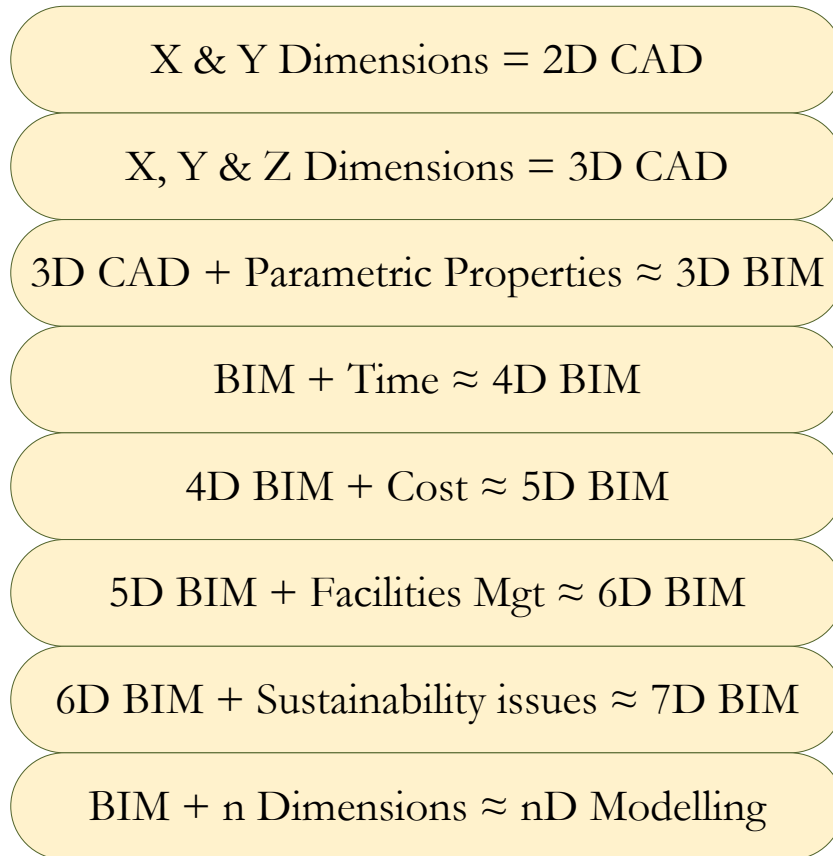 X & Y Dimensions = 2D CAD
X, Y & Z Dimensions = 3D CAD
3D CAD + Parametric Properties ≈ 3D BIM
BIM + Time ≈ 4D BIM
4D BIM + Cost ≈ 5D BIM
5D BIM + Facilities Mgt ≈ 6D BIM
6D BIM + Sustainability issues ≈ 7D BIM
BIM + n Dimensions ≈ nD Modelling